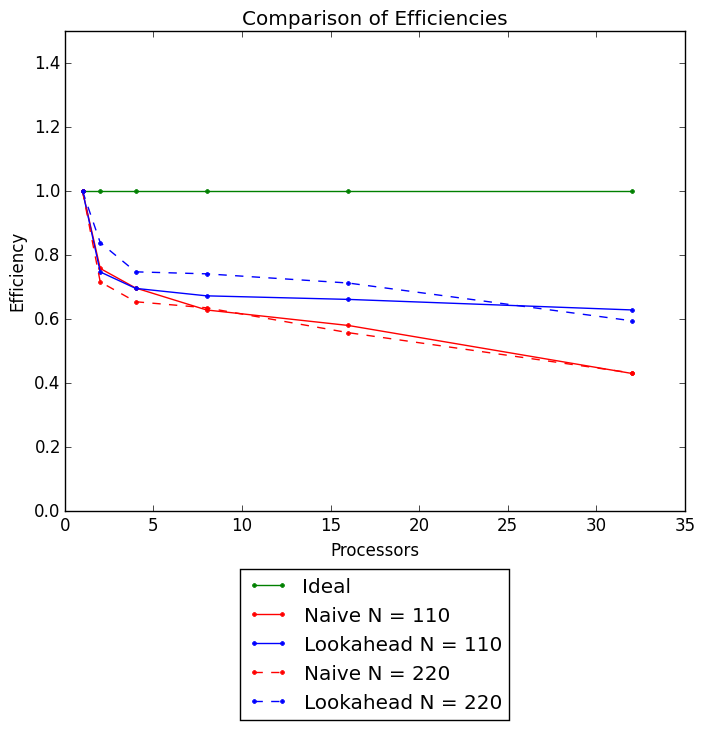 Comparison of Efficiencies
1.4
1.2
1.0
0.8
0.6
0.4
0.2
0.0
Efficiency
0 5 10 15 20 25 30 35
Processors
Ideal
Naive N = 110
Lookahead N = 110
Naive N = 220
Lookahead N = 220